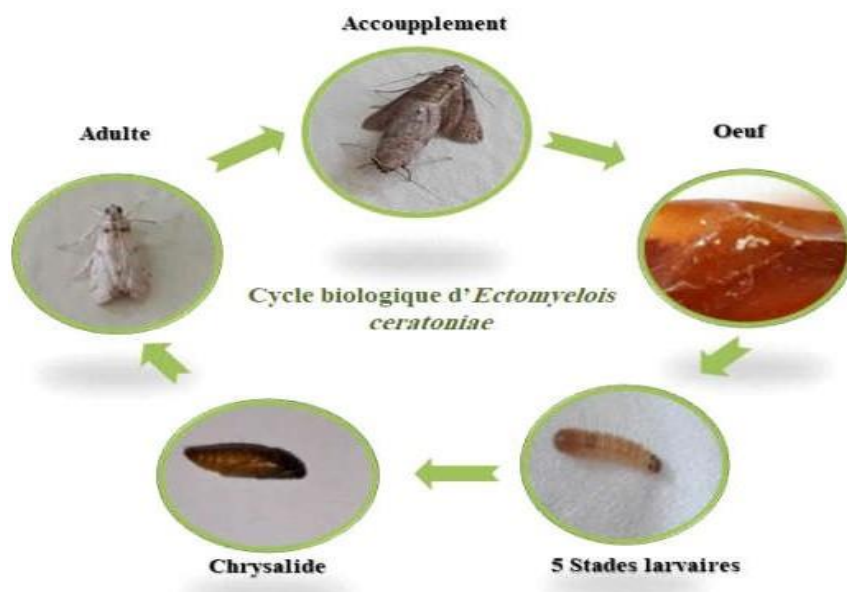 Accouplement
Adulte
Oeuf
Cycle biologique d’Ectomyelois
ceratoniae
Chrysalide
5 Stades larvaires